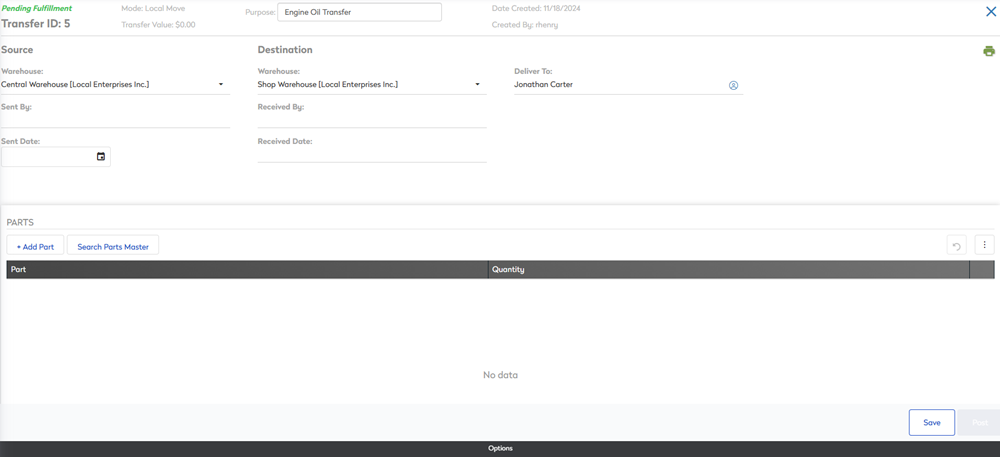 Pending Fulfillment
Transfer ID: 5
Mode: Local Move
Transfer Value: $0.00
Purpose: Engine Oil Transfer
Date Created: 11/18/2024
Created By: rhenry
Source
Destination
Warehouse:
Central Warehouse [Local Enterprises Inc.]
Warehouse:
Shop Warehouse [Local Enterprises Inc.]
Deliver To:
Jonathan Carter
Sent By:
Received By:
Sent Date:
Received Date:
PARTS
+ Add Part
Search Parts Master
Part Quantity
No data
Save
Post
Options